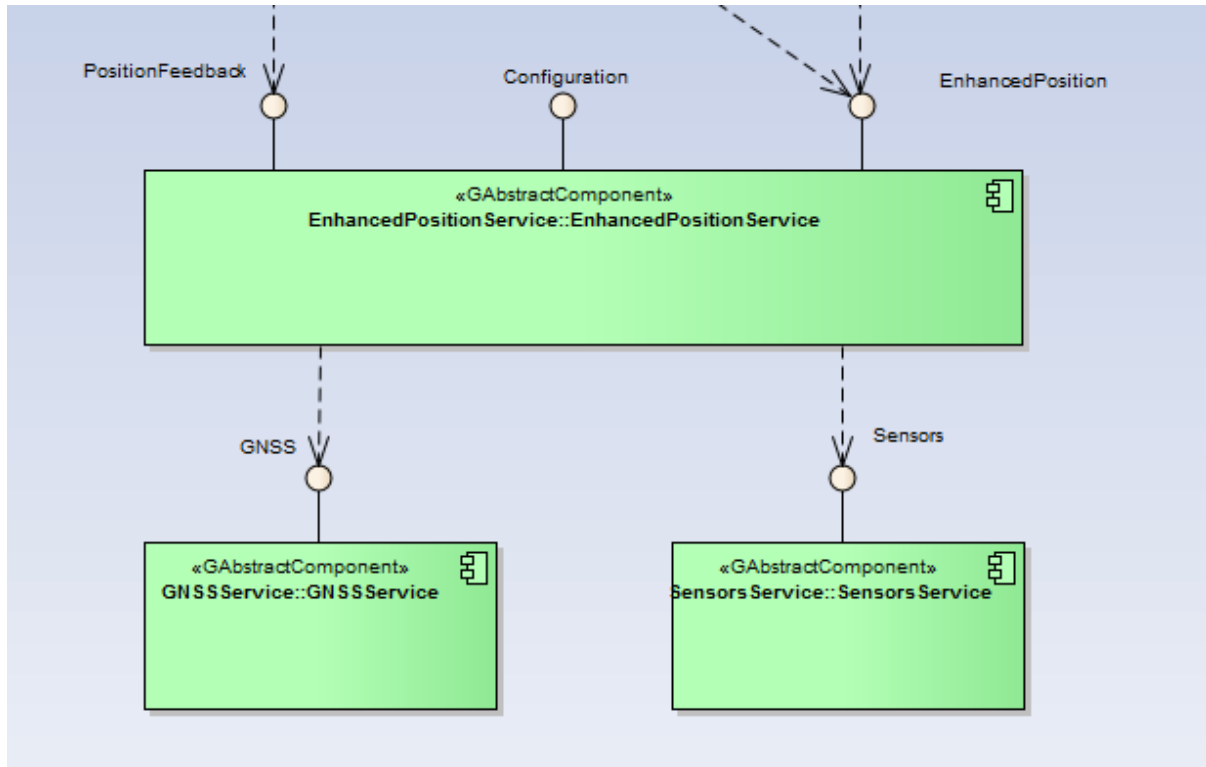 PositionFeedback
Configuration
EnhancedPosition
«GAbstractComponent»
EnhancedPositionService::EnhancedPositionService
GNSS
Sensors
«GAbstractComponent»
GNSSService::GNSSService
«GAbstractComponent»
SensorsService::SensorsService